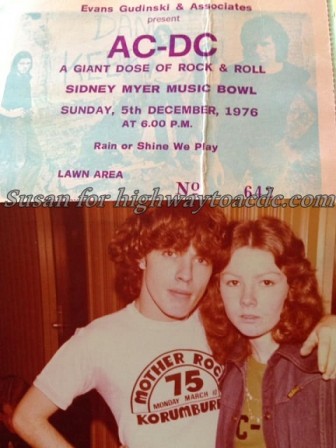 Evans Gudinski & Associates
present
AC-DC
A GIANT DOSE OF ROCK & ROLL
SIDNEY MYER MUSIC BOWL
SUNDAY, 5th DECEMBER, 1976
AT 6.00 P.M.
Rain or Shine We Play
LAWN AREA
No 641
Susan for highwaytoacdc.com
MOTHER ROCK
75
MONDAY MARCH
KORUMBURR
C-